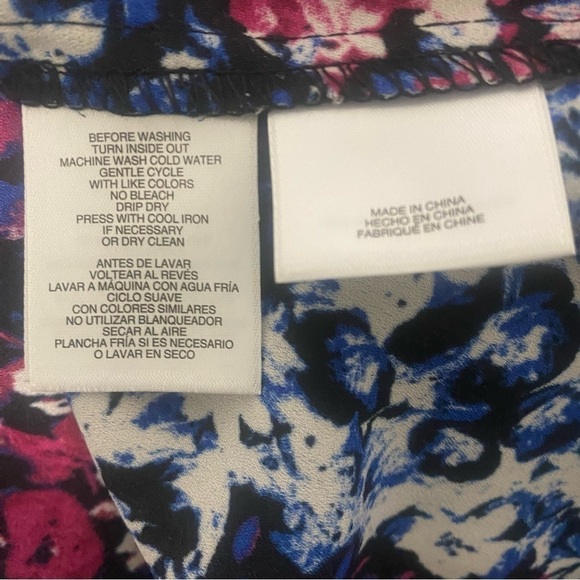 BEFORE WASHING
TURN INSIDE OUT
MACHINE WASH COLD WATER
GENTLE CYCLE
WITH LIKE COLORS
NO BLEACH
DRIP DRY
PRESS WITH COOL IRON
IF NECESSARY
OR DRY CLEAN
ANTES DE LAVAR
VOLTEAR AL REVÉS
LAVAR A MÁQUINA CON AGUA FRÍA
CICLO SUAVE
CON COLORES SIMILARES
NO UTILIZAR BLANQUEADOR
SECAR AL AIRE
PLANCHA FRÍA SI ES NECESARIO
O LAVAR EN SECO
MADE IN CHINA
HECHO EN CHINA
FABRIQUÉ EN CHINE